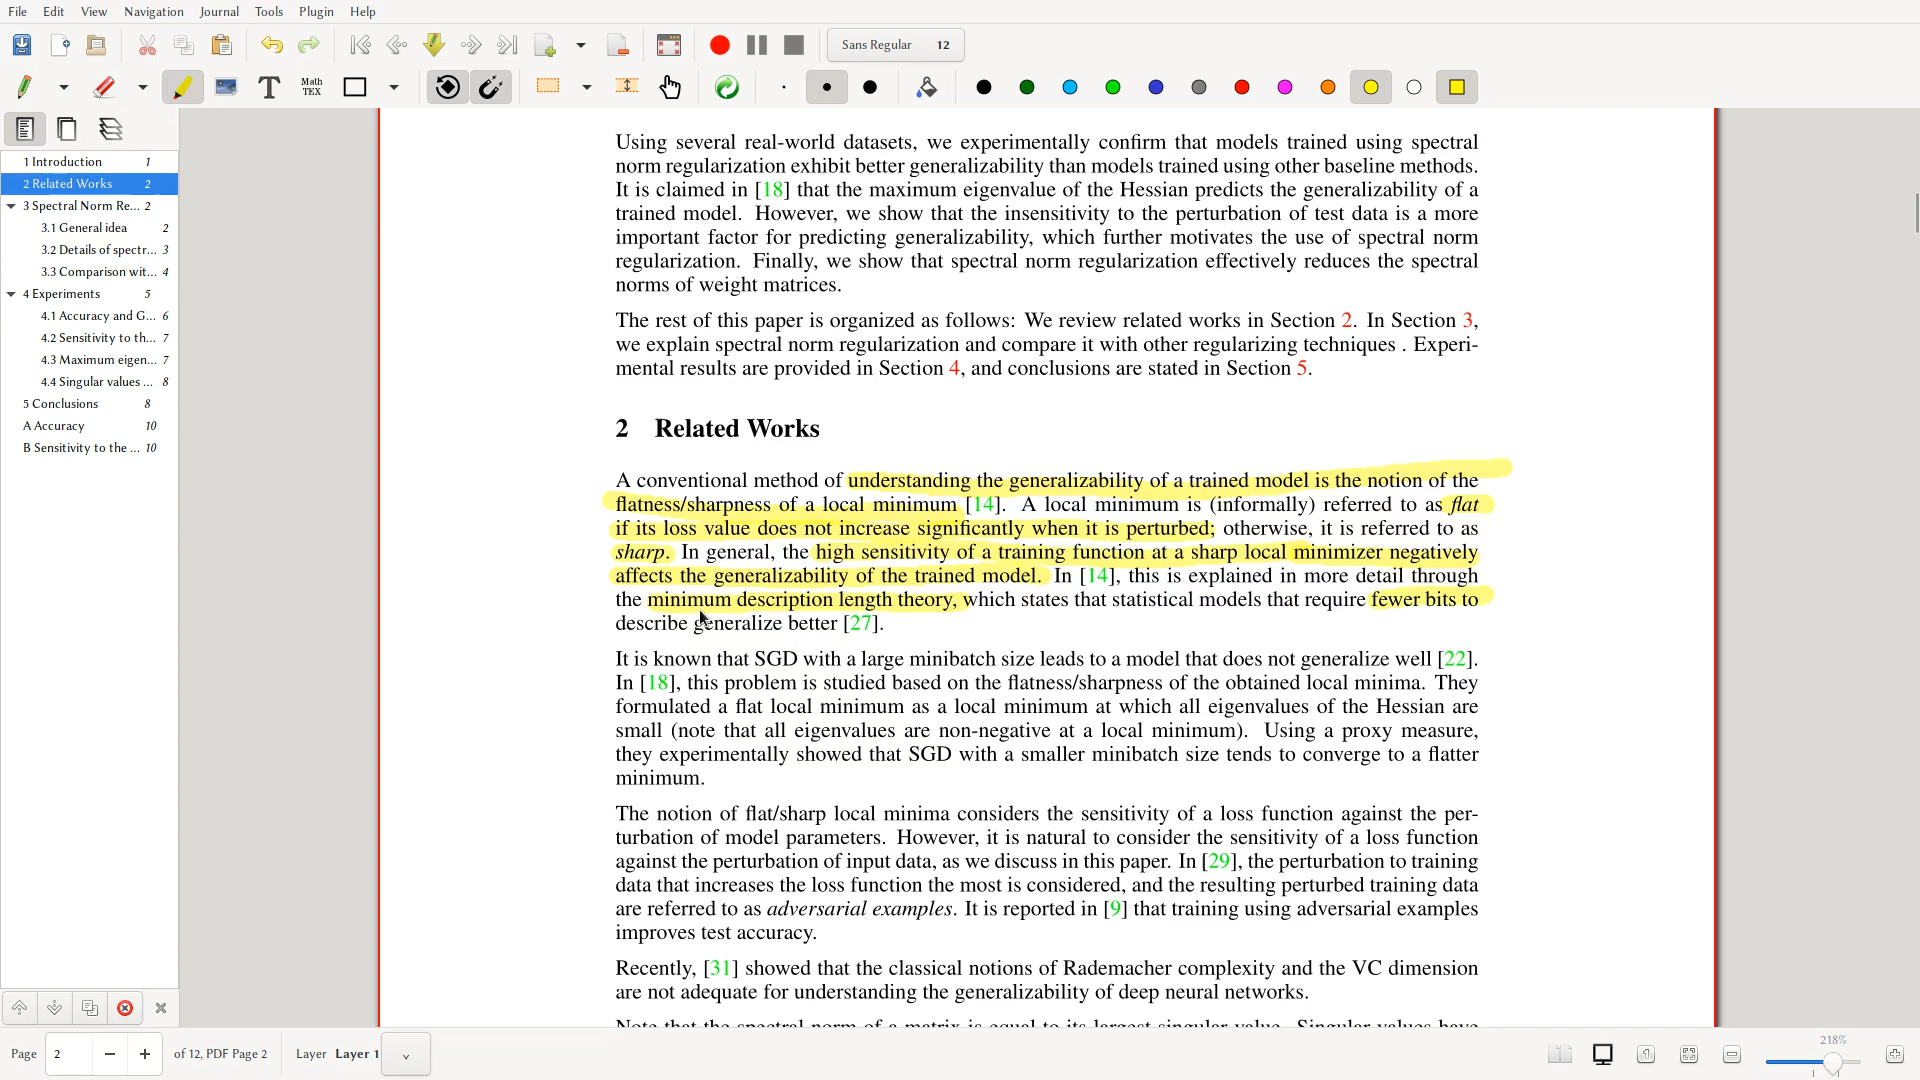 File Edit View Navigation Journal Tools Plugin Help
Sans Regular 12
Math
TEX
1 Introduction 1
2 Related Works 2
3 Spectral Norm Re... 2
3.1 General idea 2
3.2 Details of spectr... 3
3.3 Comparison wit... 4
4 Experiments 5
4.1 Accuracy and G... 6
4.2 Sensitivity to th... 7
4.3 Maximum eigen... 7
4.4 Singular values ... 8
5 Conclusions 8
A Accuracy 10
B Sensitivity to the ... 10
Using several real-world datasets, we experimentally confirm that models trained using spectral
norm regularization exhibit better generalizability than models trained using other baseline methods.
It is claimed in [18] that the maximum eigenvalue of the Hessian predicts the generalizability of a
trained model. However, we show that the insensitivity to the perturbation of test data is a more
important factor for predicting generalizability, which further motivates the use of spectral norm
regularization. Finally, we show that spectral norm regularization effectively reduces the spectral
norms of weight matrices.
The rest of this paper is organized as follows: We review related works in Section 2. In Section 3,
we explain spectral norm regularization and compare it with other regularizing techniques . Experi-
mental results are provided in Section 4, and conclusions are stated in Section 5.
2 Related Works
A conventional method of understanding the generalizability of a trained model is the notion of the
flatness/sharpness of a local minimum [14]. A local minimum is (informally) referred to as flat
if its loss value does not increase significantly when it is perturbed; otherwise, it is referred to as
sharp. In general, the high sensitivity of a training function at a sharp local minimizer negatively
affects the generalizability of the trained model. In [14], this is explained in more detail through
the minimum description length theory, which states that statistical models that require fewer bits to
describe generalize better [27].
It is known that SGD with a large minibatch size leads to a model that does not generalize well [22].
In [18], this problem is studied based on the flatness/sharpness of the obtained local minima. They
formulated a flat local minimum as a local minimum at which all eigenvalues of the Hessian are
small (note that all eigenvalues are non-negative at a local minimum). Using a proxy measure,
they experimentally showed that SGD with a smaller minibatch size tends to converge to a flatter
minimum.
The notion of flat/sharp local minima considers the sensitivity of a loss function against the per-
turbation of model parameters. However, it is natural to consider the sensitivity of a loss function
against the perturbation of input data, as we discuss in this paper. In [29], the perturbation to training
data that increases the loss function the most is considered, and the resulting perturbed training data
are referred to as adversarial examples. It is reported in [9] that training using adversarial examples
improves test accuracy.
Recently, [31] showed that the classical notions of Rademacher complexity and the VC dimension
are not adequate for understanding the generalizability of deep neural networks.
Note that the spectral norm of a matrix is equal to its largest singular value. Singular values have
Page 2 of 12, PDF Page 2 Layer Layer 1
218%